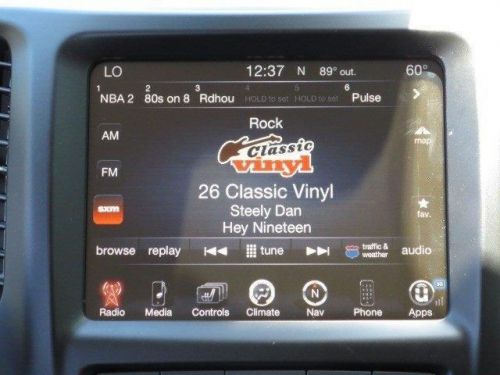 LO 12:37 N 89° out. 60°
1 NBA 2 2 80s on 8 3 Rdhou 4 HOLD to set 5 HOLD to set 6 Pulse
AM
FM
sxm
Rock
Classic
vinyl
26 Classic Vinyl
Steely Dan
Hey Nineteen
map
fav.
browse replay tune traffic & weather audio
Radio Media Controls Climate Nav Phone Apps